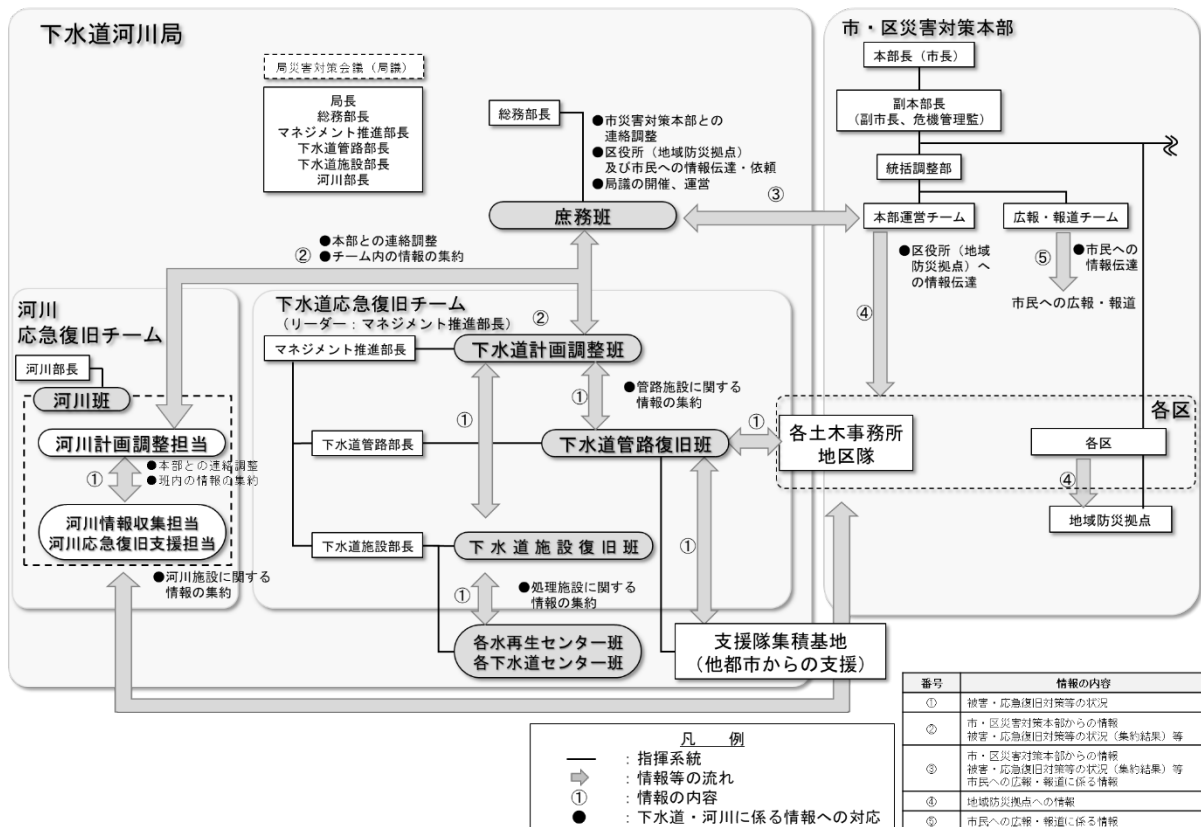 下水道河川局
局災害対策会議（局議）
局長
総務部長
マネジメント推進部長
下水道管路部長
下水道施設部長
河川部長
総務部長
●市災害対策本部との
連絡調整
●区役所（地域防災拠点）
及び市民への情報伝達・依頼
●局議の開催、運営
庶務班
③
②
●本部との連絡調整
●チーム内の情報の集約
河川
応急復旧チーム
河川部長
河川班
河川計画調整担当
①
●本部との連絡調整
●班内の情報の集約
河川情報収集担当
河川応急復旧支援担当
●河川施設に関する
情報の集約
下水道応急復旧チーム
（リーダー：マネジメント推進部長）
②
マネジメント推進部長
下水道計画調整班
①
①
●管路施設に関する
情報の集約
下水道管路部長
下水道管路復旧班
①
下水道施設部長
下水道施設復旧班
①
①
●処理施設に関する
情報の集約
各水再生センター班
各下水道センター班
支援隊集積基地
（他都市からの支援）
市・区災害対策本部
本部長（市長）
副本部長
（副市長、危機管理監）
統括調整部
本部運営チーム
広報・報道チーム
●区役所（地域
防災拠点）へ
の情報伝達
④
⑤
●市民への
情報伝達
市民への広報・報道
各区
各土木事務所
地区隊
各区
④
地域防災拠点
凡　例
：指揮系統
：情報等の流れ
①：情報の内容
●：下水道・河川に係る情報への対応
番号 情報の内容
① 被害・応急復旧対策等の状況
② 市・区災害対策本部からの情報
被害・応急復旧対策等の状況（集約結果）等
③ 市・区災害対策本部からの情報
被害・応急復旧対策等の状況（集約結果）等
市民への広報・報道に係る情報
④ 地域防災拠点への情報
⑤ 市民への広報・報道に係る情報